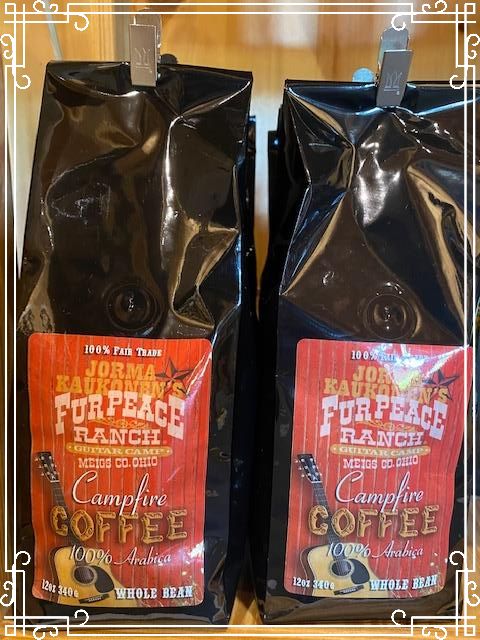 100% Fair Trade
JORMA
KAUKONEN'S
FUR PEACE
RANCH
GUITAR CAMP
MEIGS CO. OHIO
Campfire
COFFEE
100% Arabiça
12oz 340g WHOLE BEAN
100% Fair Trade
JORMA
KAUKONEN'S
FUR PEACE
RANCH
GUITAR CAMP
MEIGS CO. OHIO
Campfire
COFFEE
100% Arabiça
12oz 340g WHOLE BEAN